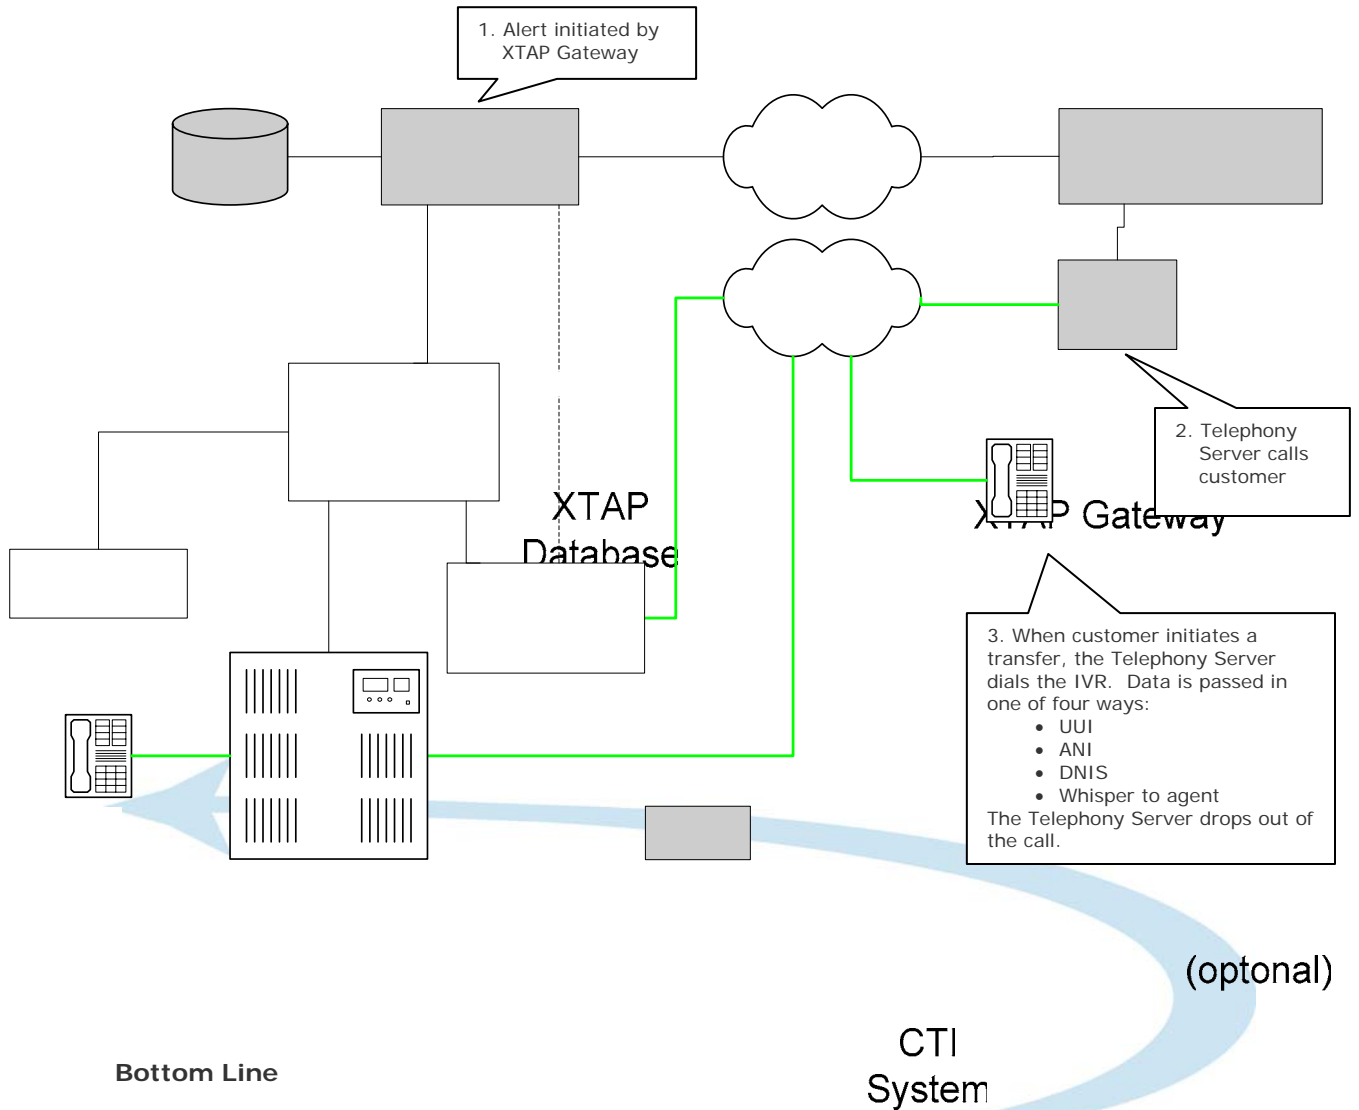 1. Alert initiated by
XTAP Gateway
2. Telephony
Server calls
customer
XTAP
Database
XTAP Gateway
3. When customer initiates a
transfer, the Telephony Server
dials the IVR. Data is passed in
one of four ways:
• UUI
• ANI
• DNIS
• Whisper to agent
The Telephony Server drops out of
the call.
(optonal)
CTI
System
Bottom Line